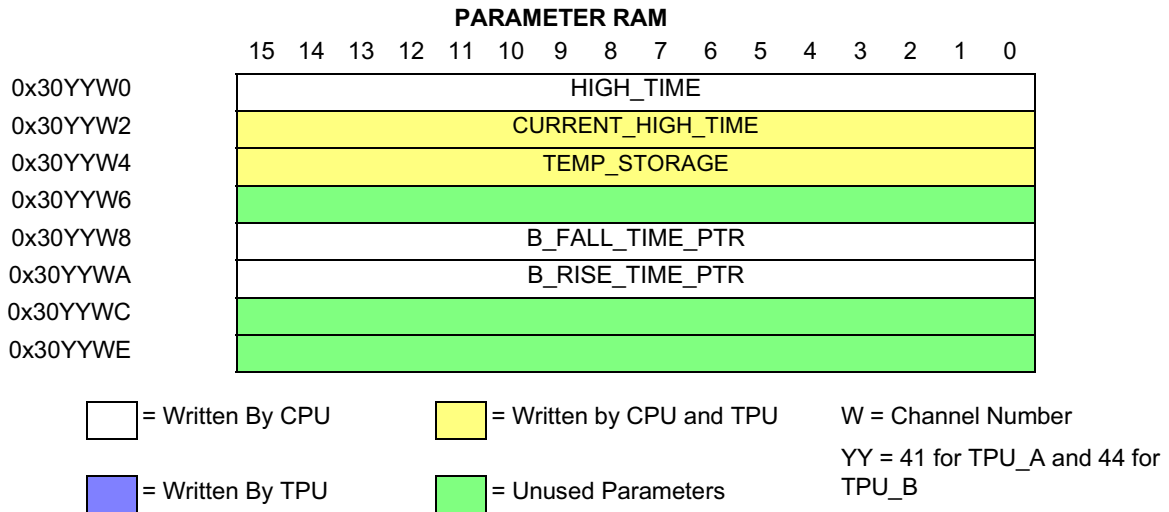 PARAMETER RAM
15 14 13 12 11 10 9 8 7 6 5 4 3 2 1 0
0x30YYW0 HIGH_TIME
0x30YYW2 CURRENT_HIGH_TIME
0x30YYW4 TEMP_STORAGE
0x30YYW6
0x30YYW8 B_FALL_TIME_PTR
0x30YYWA B_RISE_TIME_PTR
0x30YYWC
0x30YYWE
= Written By CPU = Written by CPU and TPU W = Channel Number
= Written By TPU = Unused Parameters YY = 41 for TPU_A and 44 for
TPU_B